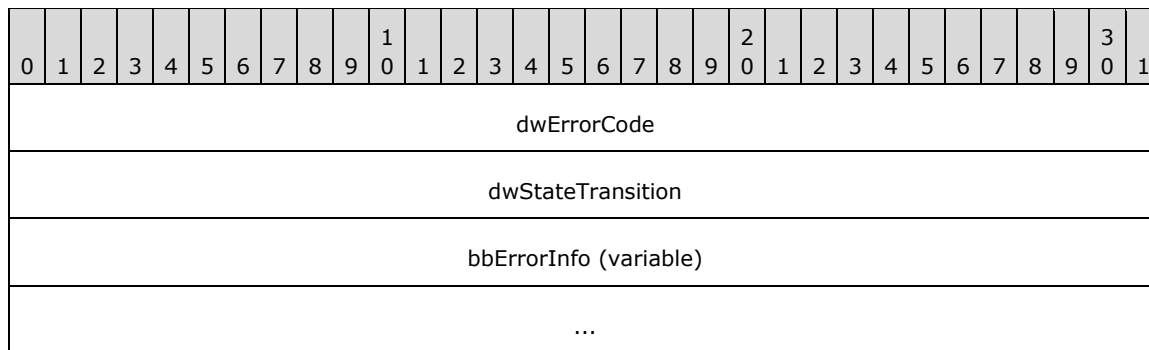 1 2 3
0 1 2 3 4 5 6 7 8 9 0 1 2 3 4 5 6 7 8 9 0 1 2 3 4 5 6 7 8 9 0 1
dwErrorCode
dwStateTransition
bbErrorInfo (variable)
...